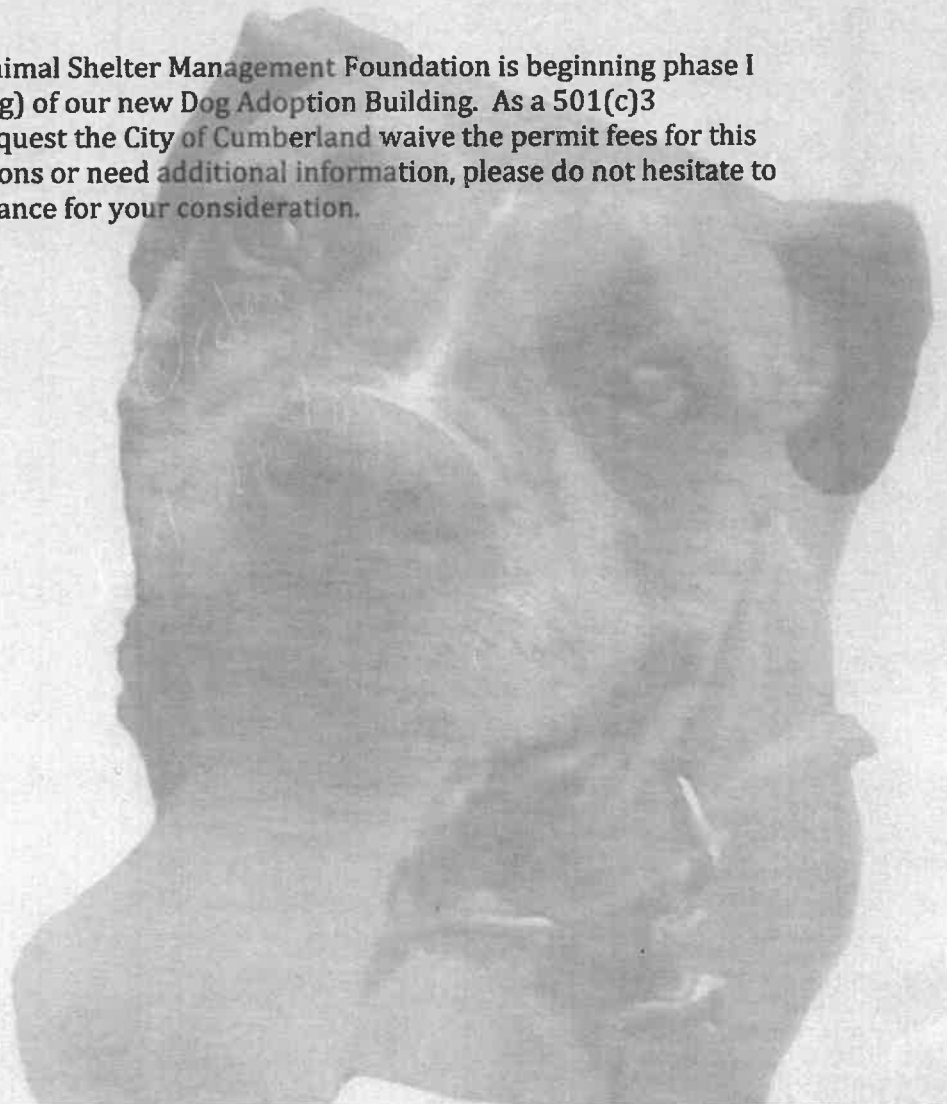 imal Shelter Management Foundation is beginning phase I
g) of our new Dog Adoption Building. As a 501(c)3
quest the City of Cumberland waive the permit fees for this
ons or need additional information, please do not hesitate to
ance for your consideration.